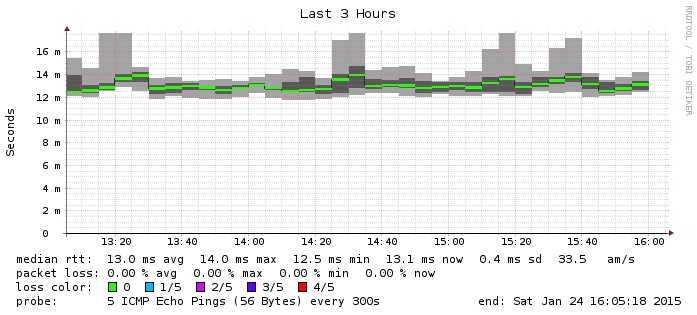 Last 3 Hours
RRDTOOL / TOBI OETIKER
Seconds
16 m
14 m
12 m
10 m
8 m
6 m
4 m
2 m
0
13:20 13:40 14:00 14:20 14:40 15:00 15:20 15:40 16:00
median rtt: 13.0 ms avg 14.0 ms max 12.5 ms min 13.1 ms now 0.4 ms sd 33.5 am/s
packet loss: 0.00 % avg 0.00 % max 0.00 % min 0.00 % now
loss color: 0 1/5 2/5 3/5 4/5
probe: 5 ICMP Echo Pings (56 Bytes) every 300s end: Sat Jan 24 16:05:18 2015